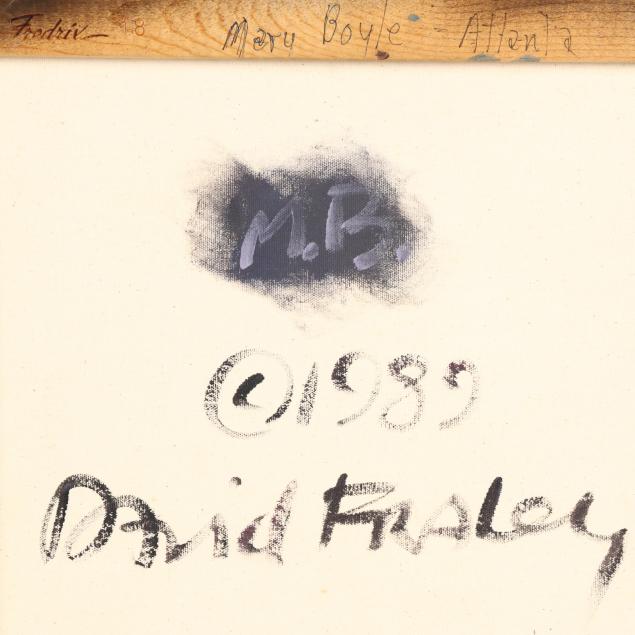 Fredrix 18 Mary Boyle - Atlanta
M.B.
©1989
David Fraley